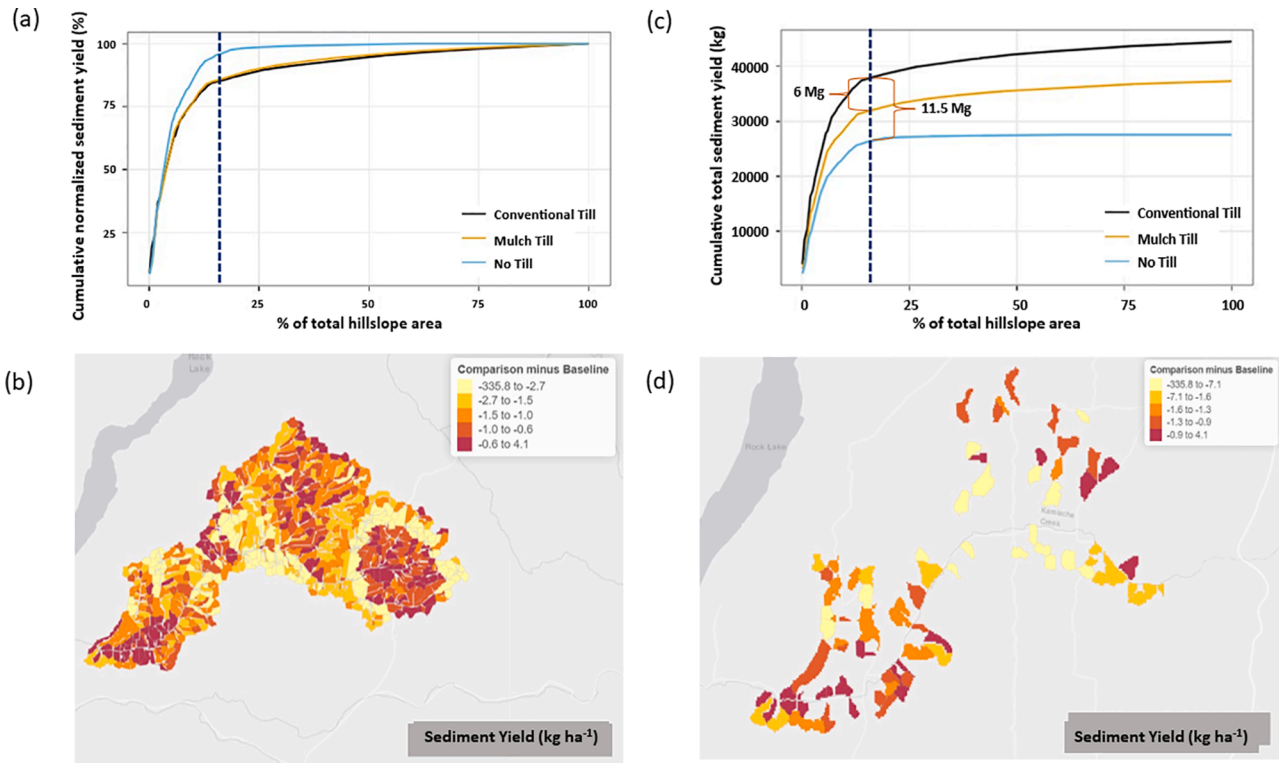 (a)
Cumulative normalized sediment yield (%)
100
75
50
25
0
25
50
75
100
% of total hillslope area
Conventional Till
Mulch Till
No Till
(c)
Cumulative total sediment yield (kg)
40000
30000
20000
10000
0
25
50
75
100
% of total hillslope area
6 Mg
11.5 Mg
Conventional Till
Mulch Till
No Till
(b)
Rock
Lake
Comparison minus Baseline
-335.8 to -2.7
-2.7 to -1.5
-1.5 to -1.0
-1.0 to -0.6
-0.6 to 4.1
Sediment Yield (kg ha⁻¹)
(d)
Rock Lake
Comparison minus Baseline
-335.8 to -7.1
-7.1 to -1.6
-1.6 to -1.3
-1.3 to -0.9
-0.9 to 4.1
Kamiache
Creek
Sediment Yield (kg ha⁻¹)